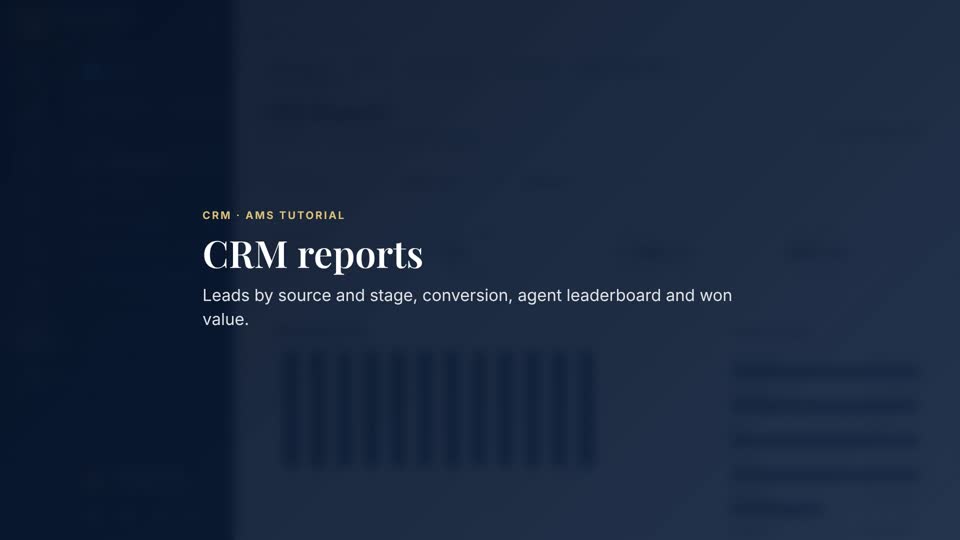 CRM · AMS TUTORIAL
CRM reports
Leads by source and stage, conversion, agent leaderboard and won
value.